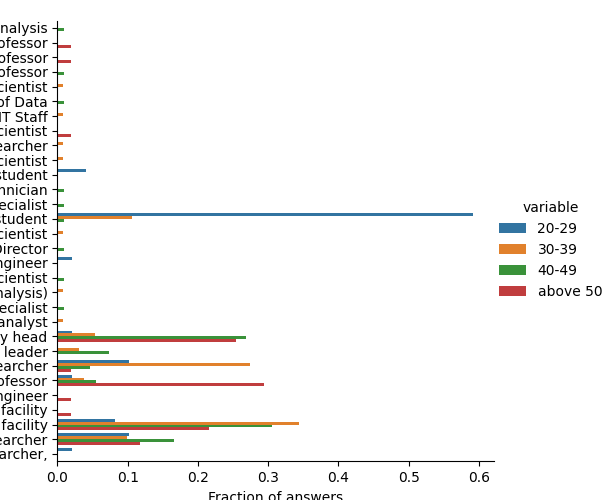 nalysis
ofessor
ofessor
ofessor
cientist
of Data
IT Staff
cientist
earcher
cientist
student
hnician
ecialist
student
cientist
Director
ngineer
cientist
nalysis)
ecialist
analyst
y head
leader
earcher
ofessor
ngineer
facility
facility
earcher
archer,
0.0 0.1 0.2 0.3 0.4 0.5 0.6
Fraction of answers
variable
20-29
30-39
40-49
above 50